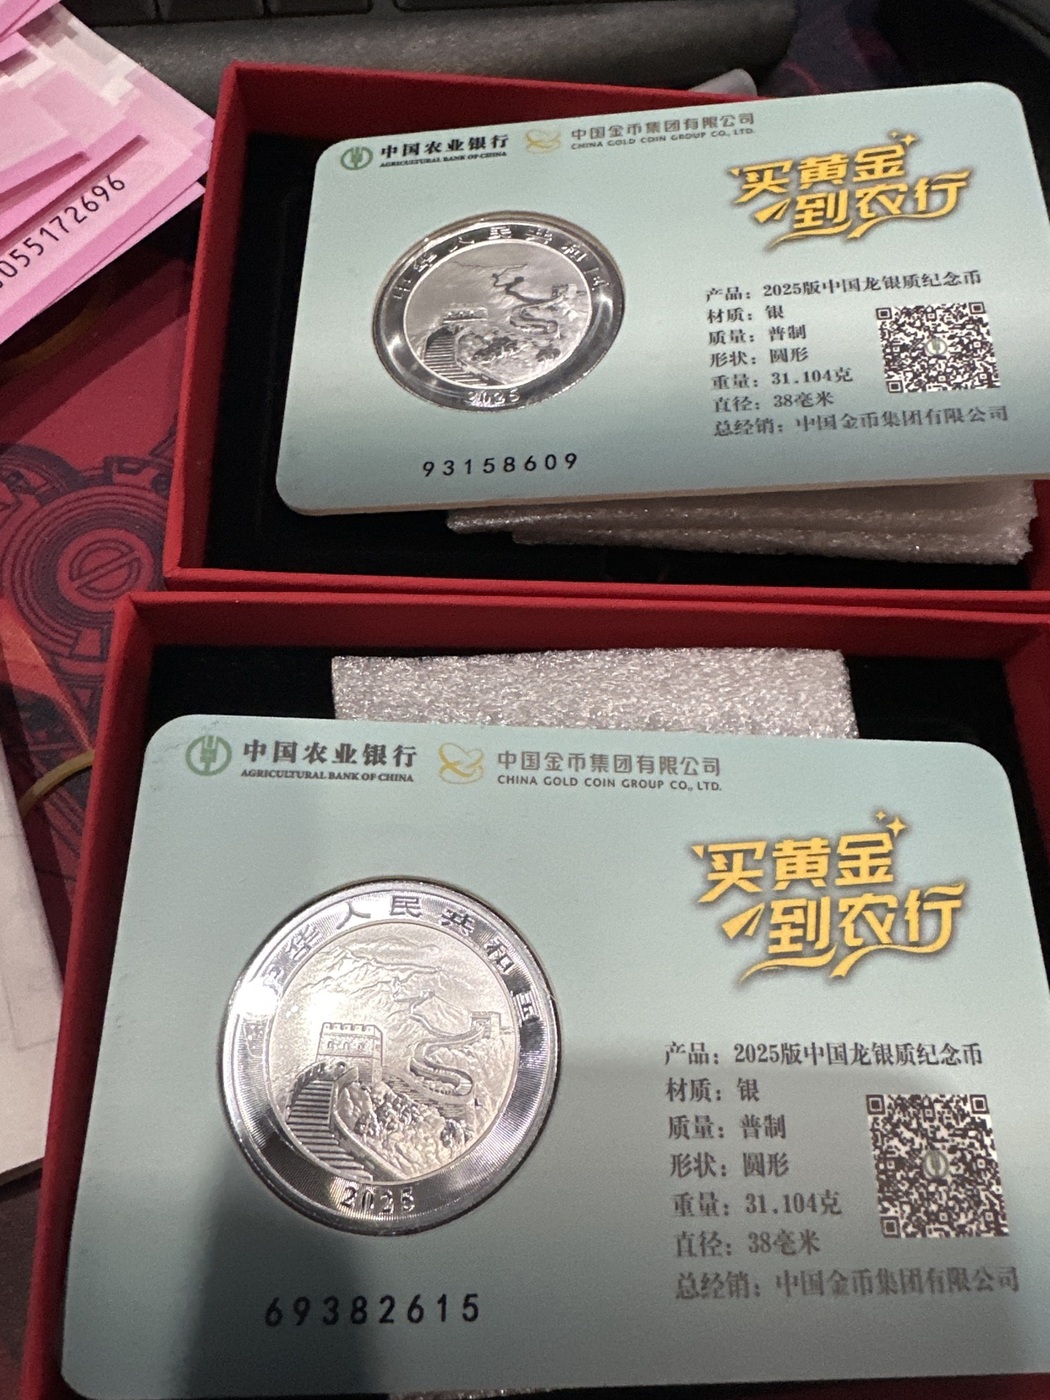 055172696
中国农业银行
AGRICULTURAL BANK OF CHINA
中国金币集团有限公司
CHINA GOLD COIN GROUP CO., LTD.
买黄金
到农行
中华人民共和国
2025
产品：2025版中国龙银质纪念币
材质：银
质量：普制
形状：圆形
重量：31.104克
直径：38毫米
总经销：中国金币集团有限公司
93158609
中国农业银行
AGRICULTURAL BANK OF CHINA
中国金币集团有限公司
CHINA GOLD COIN GROUP CO., LTD.
买黄金
到农行
中华人民共和国
2025
产品：2025版中国龙银质纪念币
材质：银
质量：普制
形状：圆形
重量：31.104克
直径：38毫米
总经销：中国金币集团有限公司
69382615